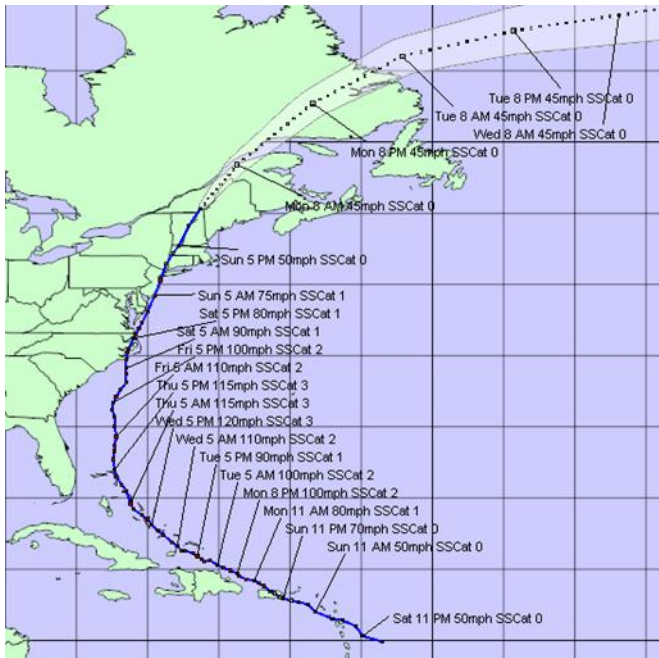 Tue 8 PM 45mph SSCat 0
Tue 8 AM 45mph SSCat 0
Wed 8 AM 45mph SSCat 0
Mon 8 PM 45mph SSCat 0
Mon 8 AM 45mph SSCat 0
Sun 5 PM 50mph SSCat 0
Sun 5 AM 75mph SSCat 1
Sat 5 PM 80mph SSCat 1
Sat 5 AM 90mph SSCat 1
Fri 5 PM 100mph SSCat 2
Fri 5 AM 110mph SSCat 2
Thu 5 PM 115mph SSCat 3
Thu 5 AM 115mph SSCat 3
Wed 5 PM 120mph SSCat 3
Wed 5 AM 110mph SSCat 2
Tue 5 PM 90mph SSCat 1
Tue 5 AM 100mph SSCat 2
Mon 8 PM 100mph SSCat 2
Mon 11 AM 80mph SSCat 1
Sun 11 PM 70mph SSCat 0
Sun 11 AM 50mph SSCat 0
Sat 11 PM 50mph SSCat 0